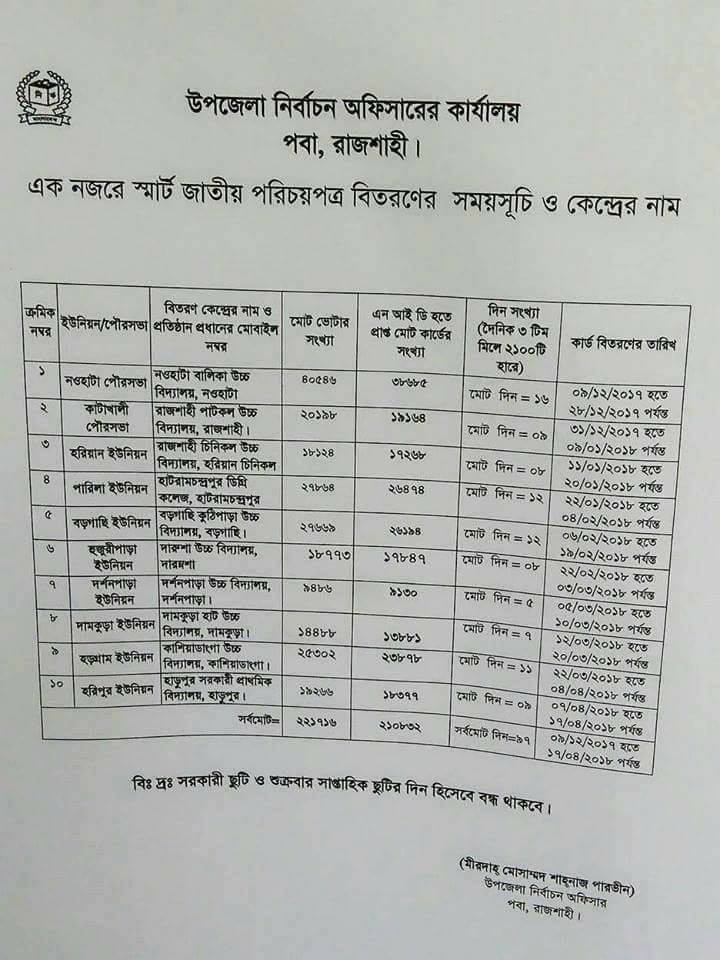 উপজেলা নির্বাচন অফিসারের কার্যালয়
পবা, রাজশাহী।
এক নজরে স্মার্ট জাতীয় পরিচয়পত্র বিতরণের সময়সূচি ও কেন্দ্রের নাম
ক্রমিক নম্বর | ইউনিয়ন/পৌরসভা | বিতরণ কেন্দ্রের নাম ও প্রতিষ্ঠান প্রধানের মোবাইল নম্বর | মোট ভোটার সংখ্যা | এন আই ডি হতে প্রাপ্ত মোট কার্ডের সংখ্যা | দিন সংখ্যা (দৈনিক ৩ টিম মিলে ২১০০টি হারে) | কার্ড বিতরণের তারিখ
১ | নওহাটা পৌরসভা | নওহাটা বালিকা উচ্চ বিদ্যালয়, নওহাটা | ৪০৫৪৬ | ৩৮৬৮৫ | মোট দিন = ১৬ | ০৯/১২/২০১৭ হতে ২৮/১২/২০১৭ পর্যন্ত
২ | কাটাখালী পৌরসভা | রাজশাহী পাটকল উচ্চ বিদ্যালয়, রাজশাহী। | ২০১৯৮ | ১৯১৬৪ | মোট দিন = ০৯ | ৩১/১২/২০১৭ হতে ০৯/০১/২০১৮ পর্যন্ত
৩ | হরিয়ান ইউনিয়ন | রাজশাহী চিনিকল উচ্চ বিদ্যালয়, হরিয়ান চিনিকল | ১৮১২৪ | ১৭২৬৮ | মোট দিন = ০৮ | ১১/০১/২০১৮ হতে ২০/০১/২০১৮ পর্যন্ত
৪ | পারিলা ইউনিয়ন | হাটরামচন্দ্রপুর ডিগ্রি কলেজ, হাটরামচন্দ্রপুর | ২৭৮৬৪ | ২৬৪৭৪ | মোট দিন = ১২ | ২২/০১/২০১৮ হতে ০৪/০২/২০১৮ পর্যন্ত
৫ | বড়গাছি ইউনিয়ন | বড়গাছি কুঠিপাড়া উচ্চ বিদ্যালয়, বড়গাছি। | ২৭৬৬৯ | ২৬১৯৪ | মোট দিন = ১২ | ০৬/০২/২০১৮ হতে ১৯/০২/২০১৮ পর্যন্ত
৬ | হুজুরীপাড়া ইউনিয়ন | দারুশা উচ্চ বিদ্যালয়, | ১৮৭৭৩ | ১৭৮৪৭ | মোট দিন = ০৮ | ২২/০২/২০১৮ হতে ০৩/০৩/২০১৮ পর্যন্ত
৭ | দর্শনপাড়া ইউনিয়ন | দর্শনপাড়া উচ্চ বিদ্যালয়, দর্শনপাড়া। | ৯৪৮৬ | ৯১৩০ | মোট দিন = ৫ | ০৫/০৩/২০১৮ হতে ১০/০৩/২০১৮ পর্যন্ত
৮ | দামকুড়া ইউনিয়ন | দামকুড়া হাট উচ্চ বিদ্যালয়, দামকুড়া। | ১৪৪৮৮ | ১৩৮৮১ | মোট দিন = ৭ | ১২/০৩/২০১৮ হতে ২০/০৩/২০১৮ পর্যন্ত
৯ | হড়গ্রাম ইউনিয়ন | কাশিয়াডাংগা উচ্চ বিদ্যালয়, কাশিয়াডাংগা। | ২৫৩০২ | ২৩৮৭৮ | মোট দিন = ১১ | ২২/০৩/২০১৮ হতে ০৪/০৪/২০১৮ পর্যন্ত
১০ | হরিপুর ইউনিয়ন | হাড়ুপুর সরকারী প্রাথমিক বিদ্যালয়, হাড়ুপুর। | ১৯২৬৬ | ১৮৩৭৭ | মোট দিন = ০৯ | ০৭/০৪/২০১৮ হতে ১৭/০৪/২০১৮ পর্যন্ত
সর্বমোট= | ২২১৭১৬ | ২১০৮৩২ | সর্বমোট দিন=৯৭ | ০৯/১২/২০১৭ হতে ১৭/০৪/২০১৮ পর্যন্ত
বিঃ দ্রঃ সরকারী ছুটি ও শুক্রবার সাপ্তাহিক ছুটির দিন হিসেবে বন্ধ থাকবে।
(মীরদাহ্ মোসাম্মদ শাহ্‌নাজ পারভীন)
উপজেলা নির্বাচন অফিসার
পবা, রাজশাহী।